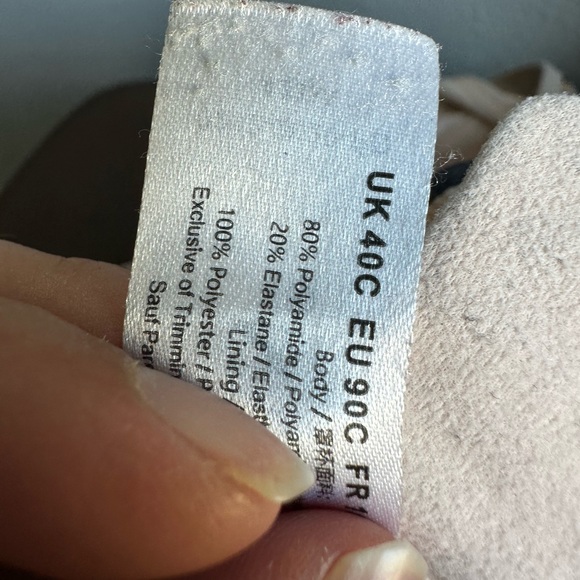 UK 40C EU 90C FR
Body /
80% Polyamide / Polyam
20% Elastane / Elast
Lining
100% Polyester / P
Exclusive of Trimmin
Sauf Par